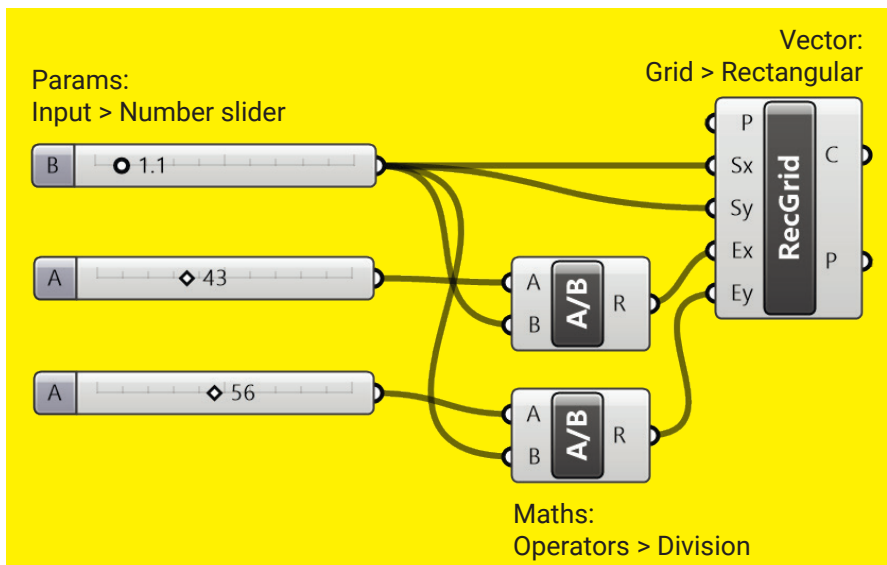 Vector:
Grid > Rectangular
Params:
Input > Number slider
B 1.1
A 43
A 56
A
B
A/B
R
A
B
A/B
R
P
Sx
Sy
Ex
Ey
RecGrid
C
P
Maths:
Operators > Division